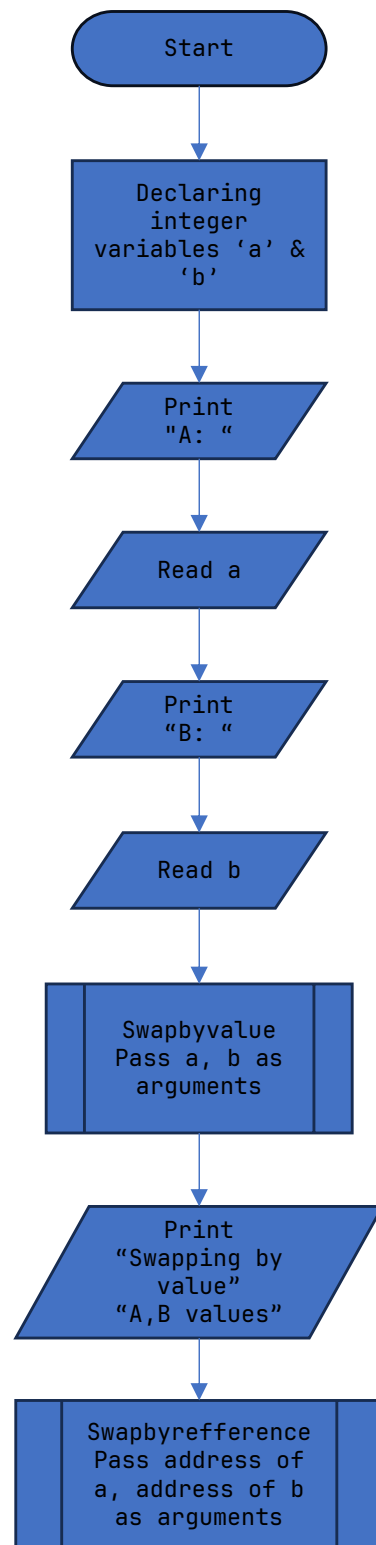 Start
Declaring
integer
variables ‘a’ &
‘b’
Print
"A: “
Read a
Print
“B: “
Read b
Swapbyvalue
Pass a, b as
arguments
Print
“Swapping by
value”
“A,B values”
Swapbyrefference
Pass address of
a, address of b
as arguments